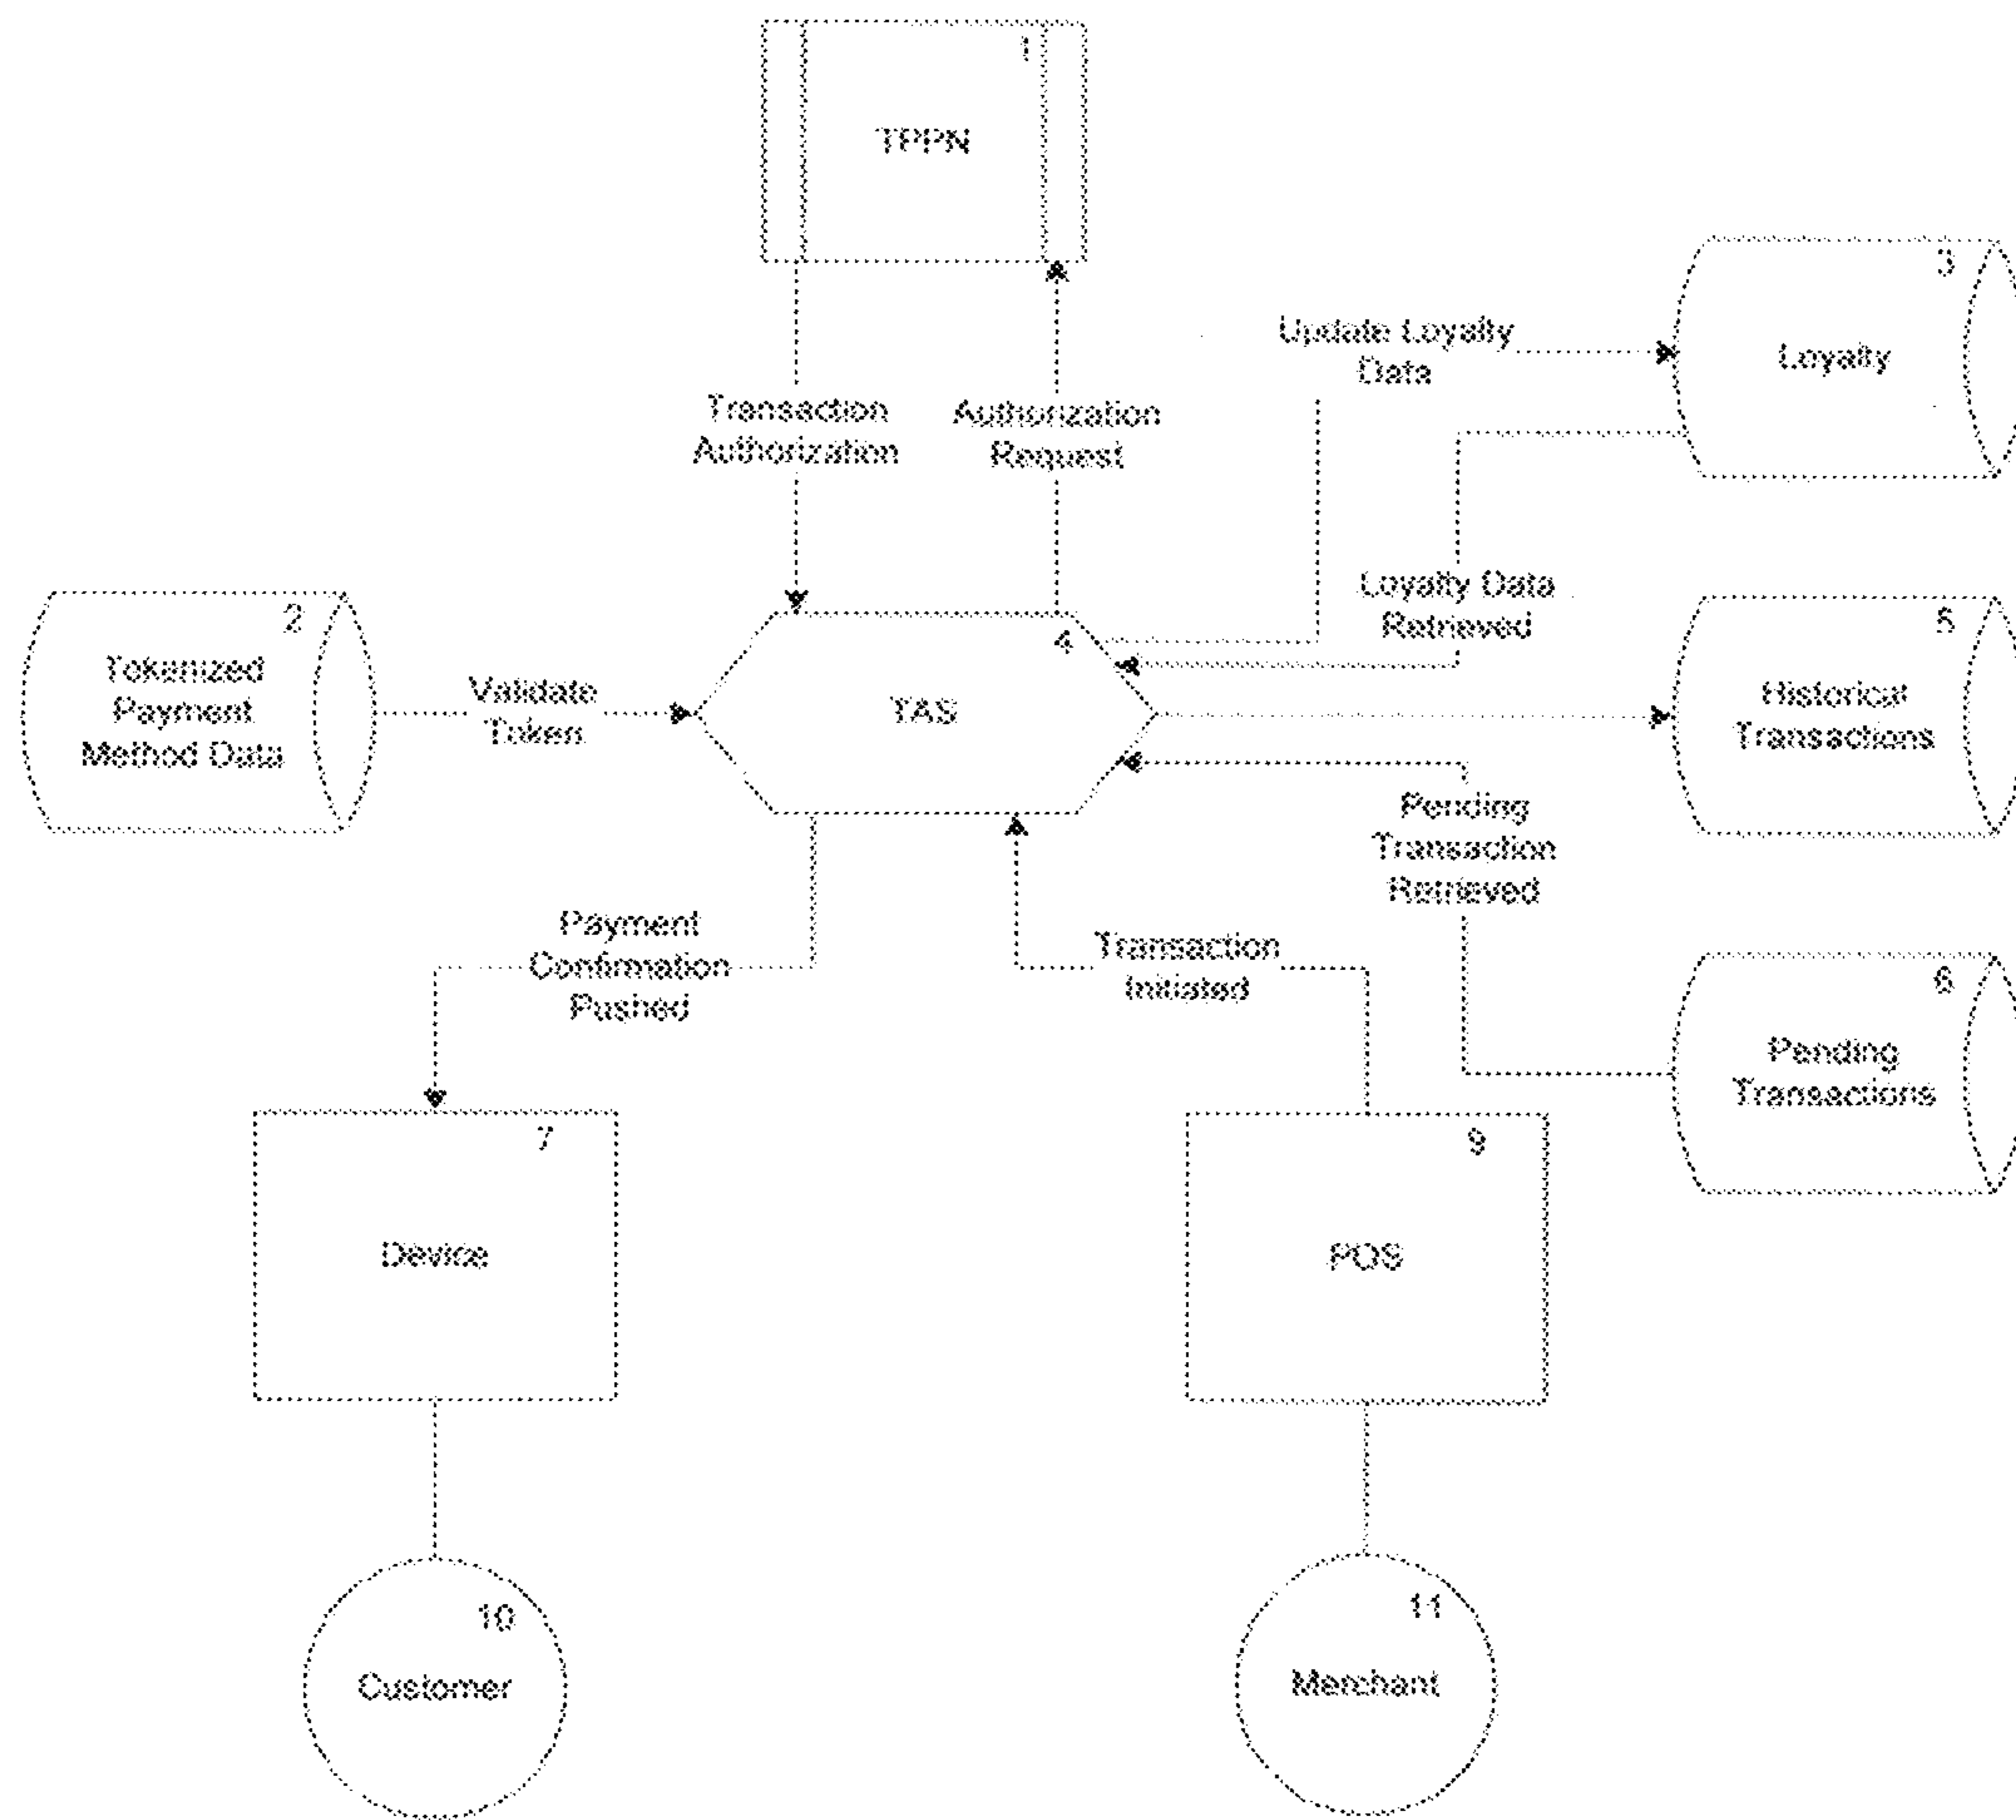 1
TPPN
3
Update Loyalty
Data
Loyalty
Transaction
Authorization
Authorization
Request
Loyalty Data
Retrieved
2
Tokenized
Payment
Method Data
Validate
Token
4
TAS
5
Historical
Transactions
Pending
Transaction
Retrieved
Payment
Confirmation
Pushed
Transaction
Initiated
6
Pending
Transactions
7
Device
9
POS
10
Customer
11
Merchant